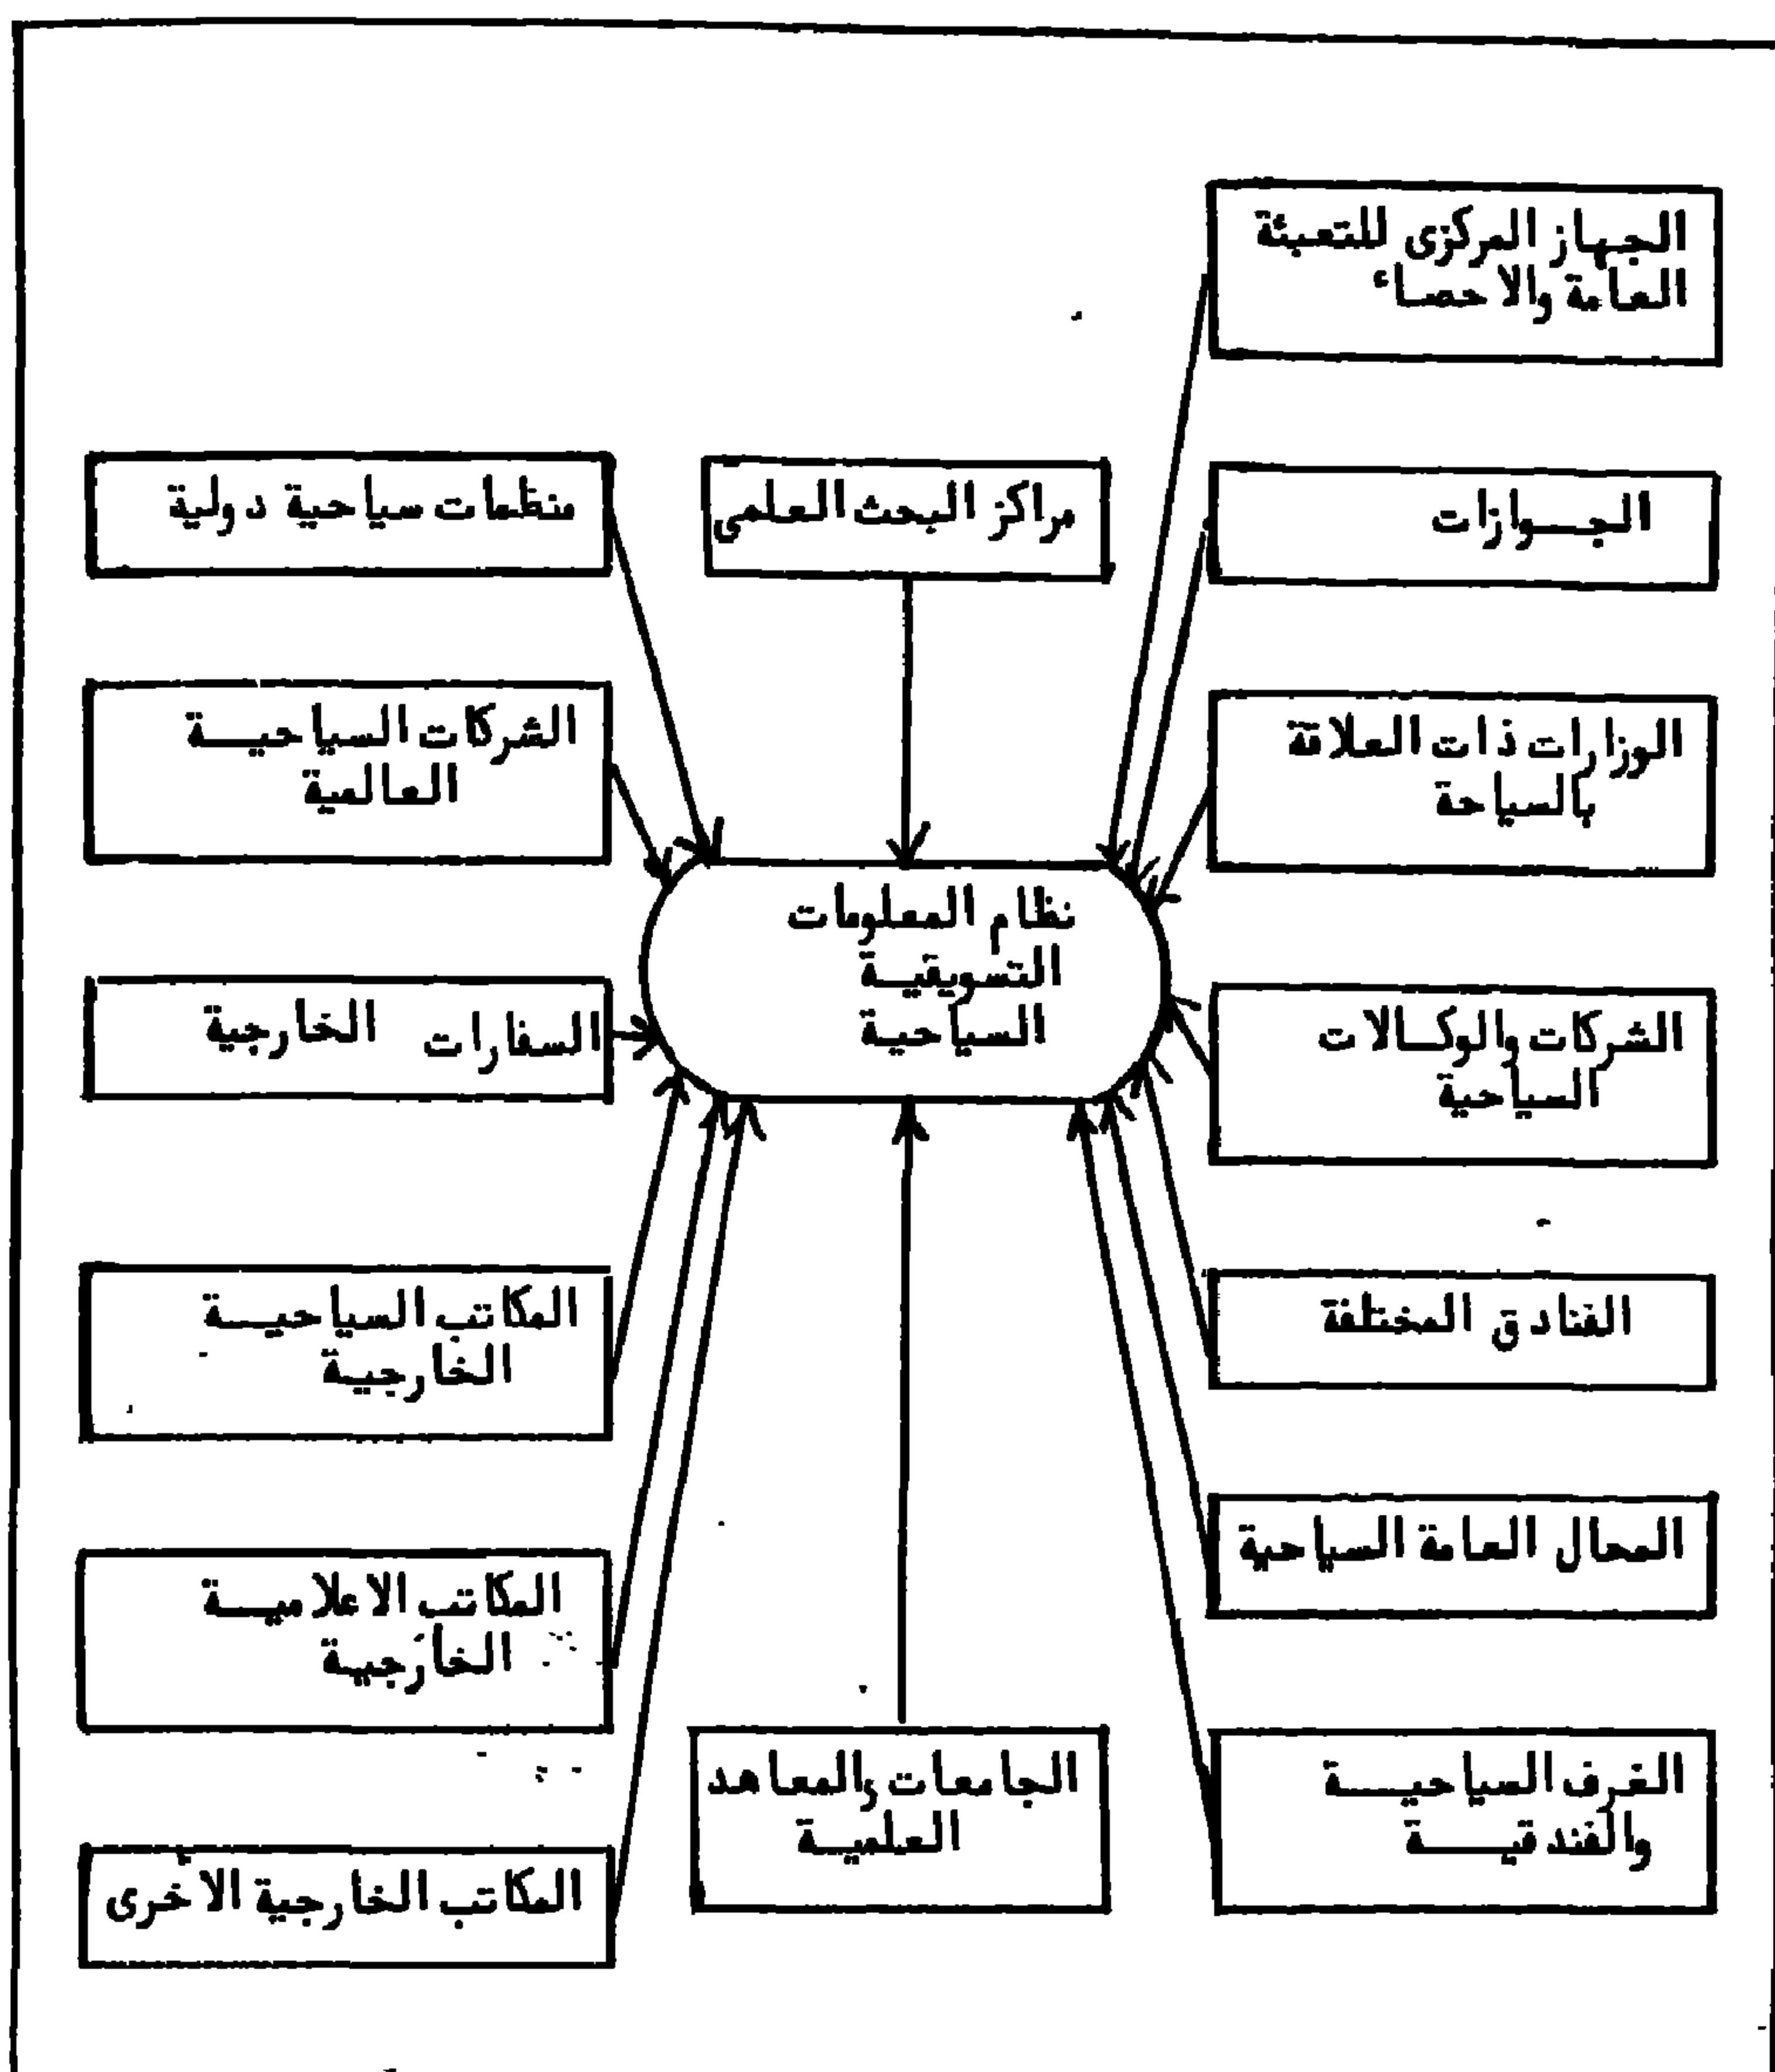 الجهاز المركزى للتعبئة
العامة والاحصاء
الجوازات
الوزارات ذات العلاقة
بالسياحة
الشركات والوكالات
السياحية
الفنادق المختلفة
المحال العامة السياحية
الغرف السياحية
والفندقية
مراكز البحث العلمى
نظام المعلومات
التسويقية
السياحية
الجامعات والمعاهد
العلمية
منظمات سياحية دولية
الشركات السياحية
العالمية
السفارات الخارجية
المكاتب السياحية
الخارجية
المكاتب الاعلامية
الخارجية
المكاتب الخارجية الأخرى